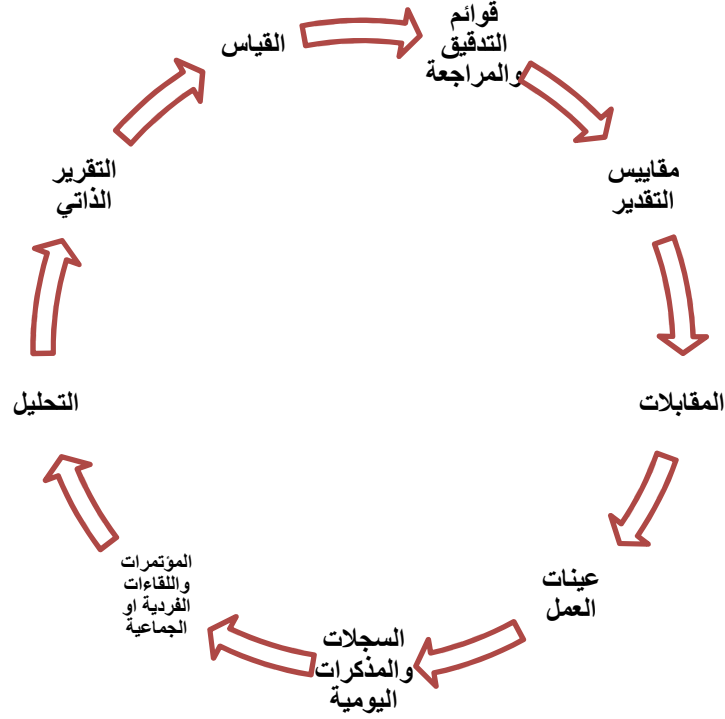 القياس
قوائم
التدقيق
والمراجعة
مقاييس
التقدير
المقابلات
عينات
العمل
السجلات
والمذكرات
اليومية
المؤتمرات
واللقاءات
الفردية او
الجماعية
التحليل
التقرير
الذاتي